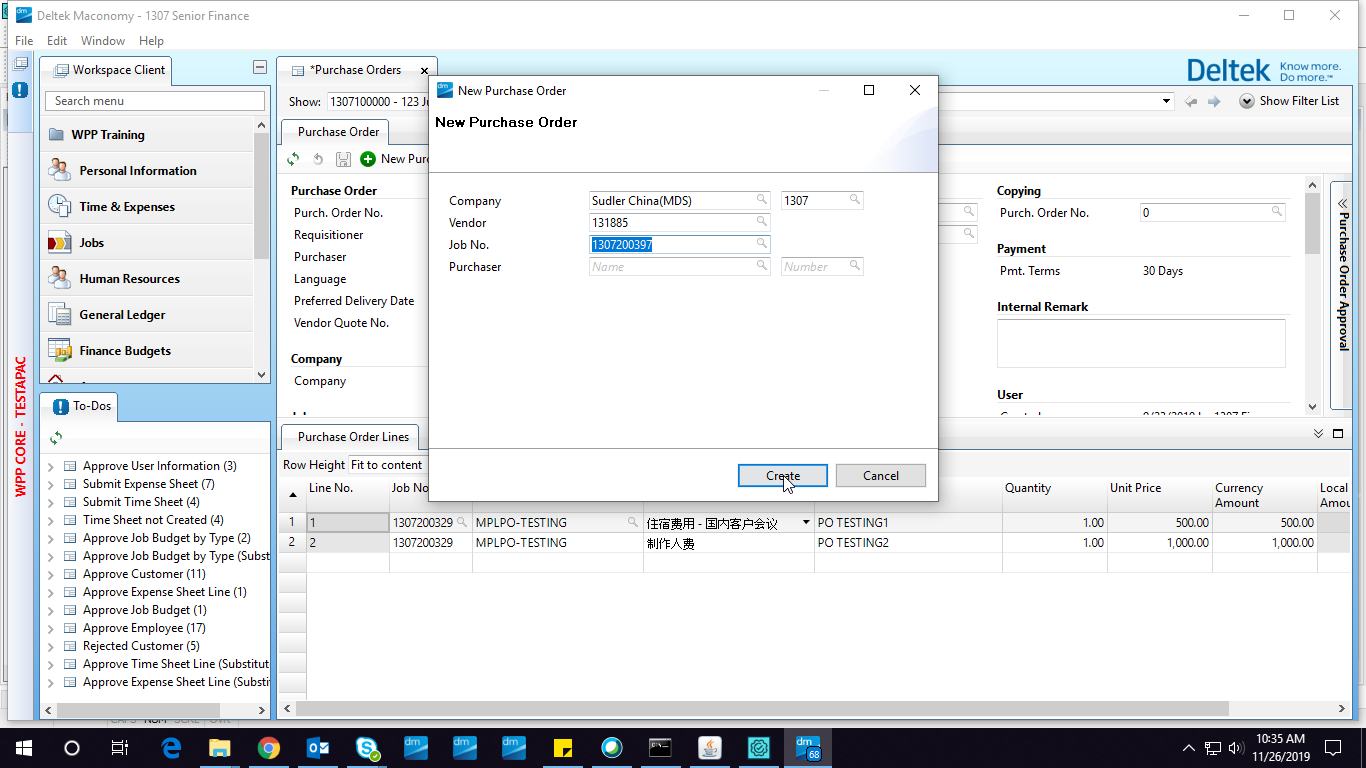 Deltek Maconomy - 1307 Senior Finance
File Edit Window Help
Workspace Client
*Purchase Orders
Deltek Know more. Do more.™
Search menu
Show: 1307100000 - 123 Ju
Show Filter List
WPP Training
Personal Information
Time & Expenses
Jobs
Human Resources
General Ledger
Finance Budgets
WPP CORE - TESTAPAC
Purchase Order
New Purc
Purchase Order
Purch. Order No.
Requisitioner
Purchaser
Language
Preferred Delivery Date
Vendor Quote No.
Company
Company
New Purchase Order
New Purchase Order
Company Sudler China(MDS) 1307
Vendor 131885
Job No. 1307200397
Purchaser Name Number
Create Cancel
Copying
Purch. Order No. 0
Payment
Pmt. Terms 30 Days
Internal Remark
User
Purchase Order Approval
To-Dos
Approve User Information (3)
Submit Expense Sheet (7)
Submit Time Sheet (4)
Time Sheet not Created (4)
Approve Job Budget by Type (2)
Approve Job Budget by Type (Subst
Approve Customer (11)
Approve Expense Sheet Line (1)
Approve Job Budget (1)
Approve Employee (17)
Rejected Customer (5)
Approve Time Sheet Line (Substitut
Approve Expense Sheet Line (Substi
Purchase Order Lines
Row Height Fit to content
Line No. Job No Quantity Unit Price Currency Amount Local Amou
1 1 1307200329 MPLPO-TESTING 住宿费用 - 国内客户会议 PO TESTING1 1.00 500.00 500.00
2 2 1307200329 MPLPO-TESTING 制作人费 PO TESTING2 1.00 1,000.00 1,000.00
68
10:35 AM
11/26/2019